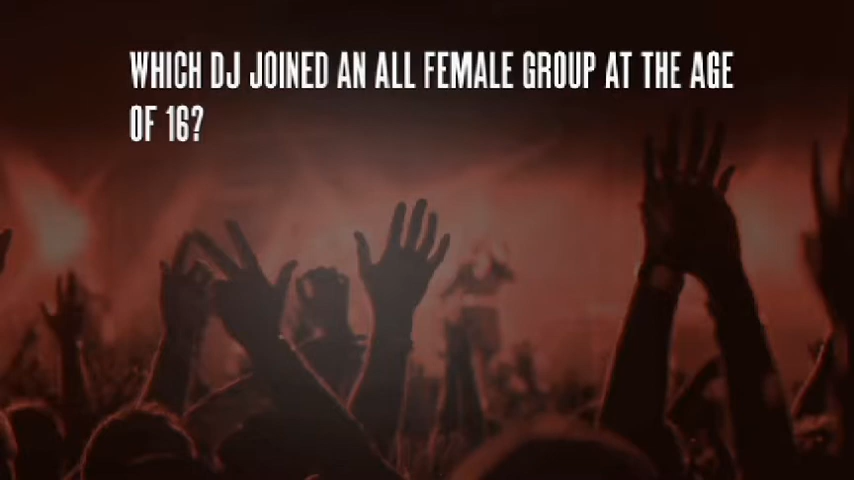 WHICH DJ JOINED AN ALL FEMALE GROUP AT THE AGE
OF 16?